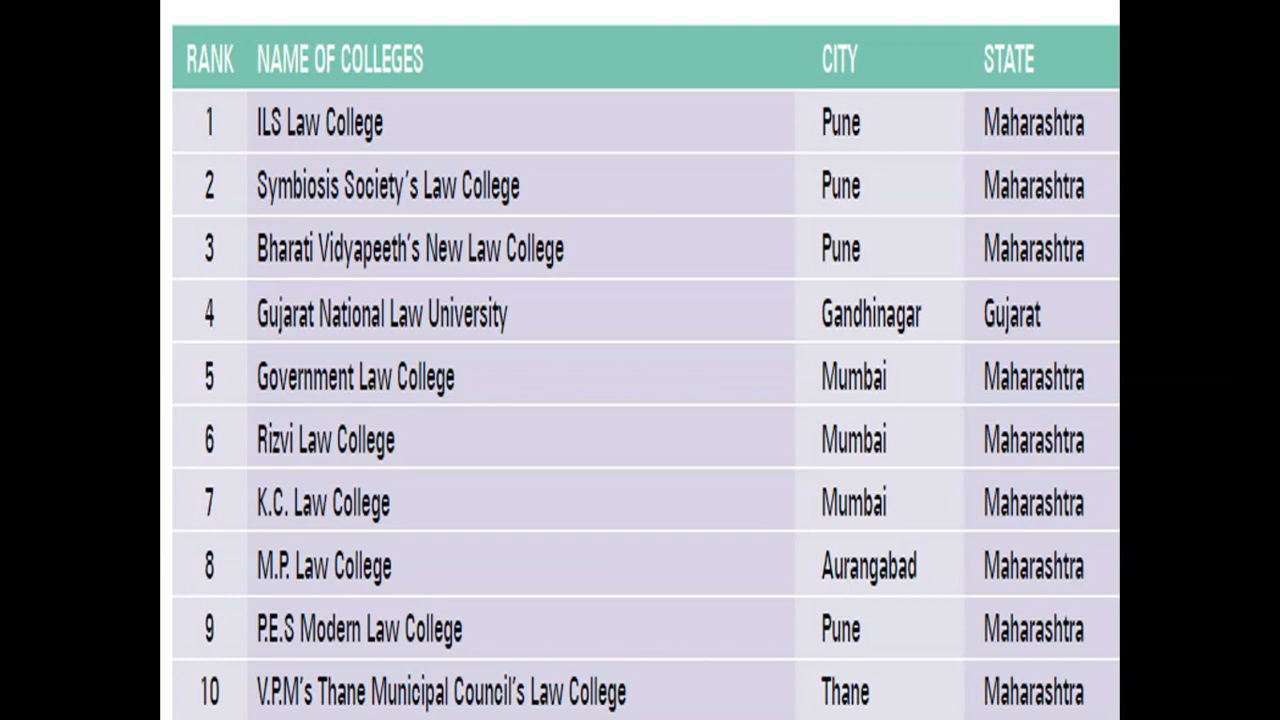 RANK NAME OF COLLEGES CITY STATE
1 ILS Law College Pune Maharashtra
2 Symbiosis Society's Law College Pune Maharashtra
3 Bharati Vidyapeeth's New Law College Pune Maharashtra
4 Gujarat National Law University Gandhinagar Gujarat
5 Government Law College Mumbai Maharashtra
6 Rizvi Law College Mumbai Maharashtra
7 K.C. Law College Mumbai Maharashtra
8 M.P. Law College Aurangabad Maharashtra
9 P.E.S Modern Law College Pune Maharashtra
10 V.P.M's Thane Municipal Council's Law College Thane Maharashtra